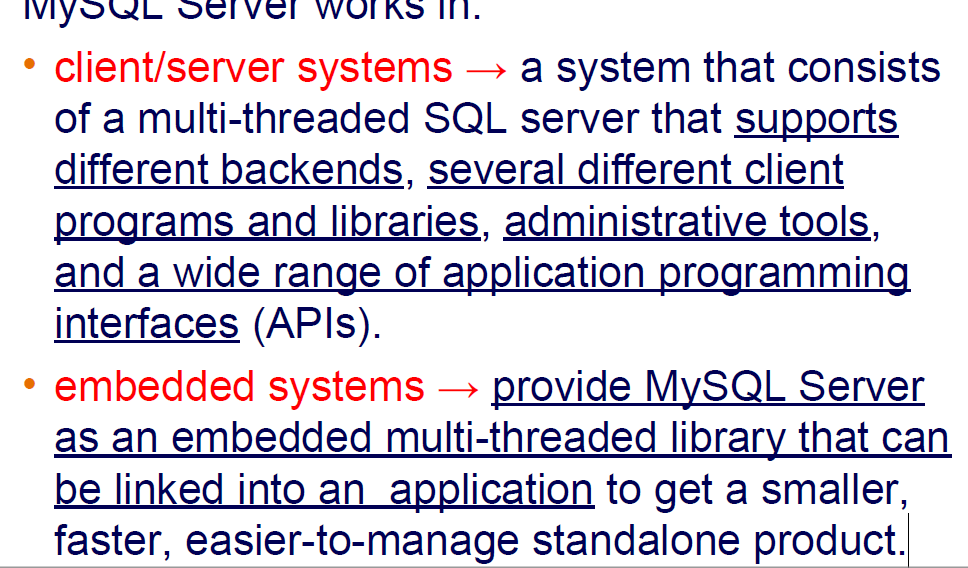 MySQL Server works in:
• client/server systems → a system that consists
of a multi-threaded SQL server that supports
different backends, several different client
programs and libraries, administrative tools,
and a wide range of application programming
interfaces (APIs).
• embedded systems → provide MySQL Server
as an embedded multi-threaded library that can
be linked into an  application to get a smaller,
faster, easier-to-manage standalone product.